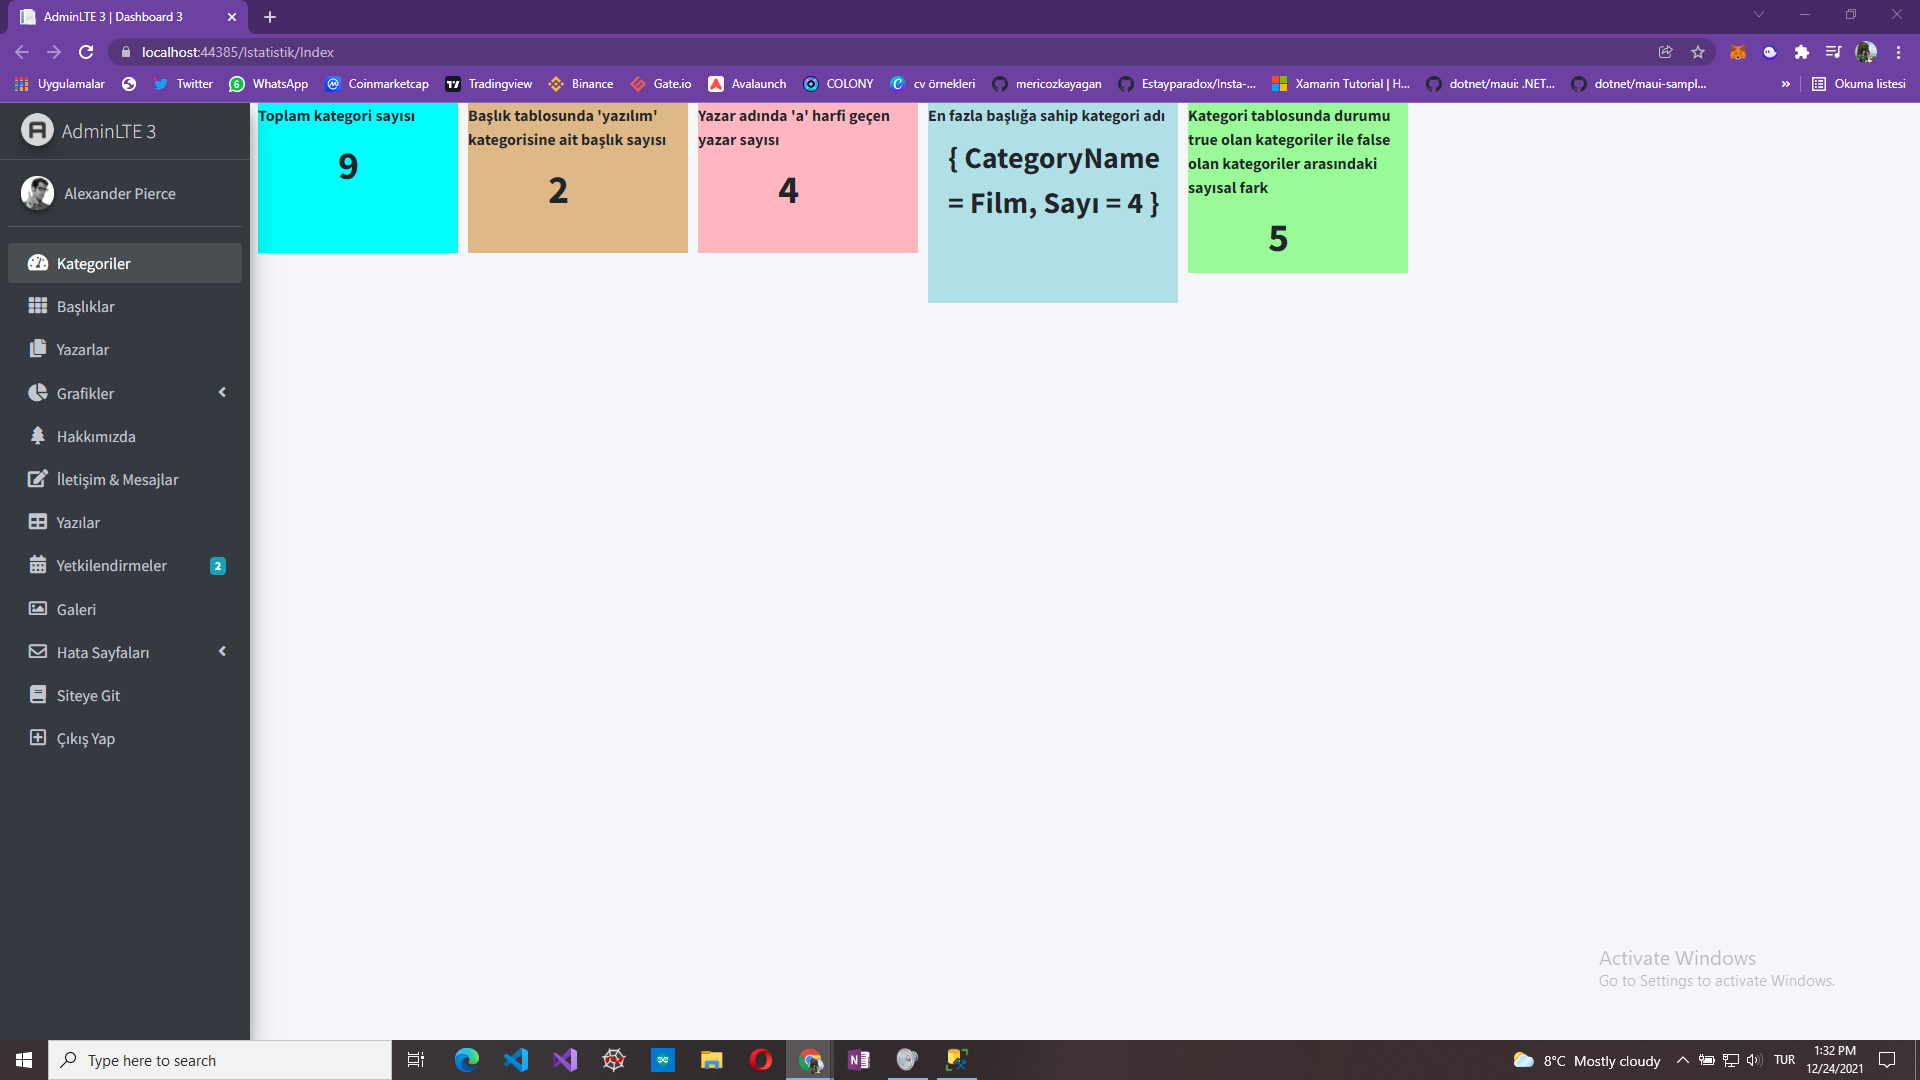 AdminLTE 3 | Dashboard 3
localhost:44385/Istatistik/Index
Uygulamalar
Twitter
WhatsApp
Coinmarketcap
Tradingview
Binance
Gate.io
Avalaunch
COLONY
cv örnekleri
mericozkayagan
Estayparadox/Insta-...
Xamarin Tutorial | H...
dotnet/maui: .NET...
dotnet/maui-sampl...
»
Okuma listesi
AdminLTE 3
Alexander Pierce
Kategoriler
Başlıklar
Yazarlar
Grafikler
Hakkımızda
İletişim & Mesajlar
Yazılar
Yetkilendirmeler 2
Galeri
Hata Sayfaları
Siteye Git
Çıkış Yap
Toplam kategori sayısı
9
Başlık tablosunda 'yazılım'
kategorisine ait başlık sayısı
2
Yazar adında 'a' harfi geçen
yazar sayısı
4
En fazla başlığa sahip kategori adı
{ CategoryName
= Film, Sayı = 4 }
Kategori tablosunda durumu
true olan kategoriler ile false
olan kategoriler arasındaki
sayısal fark
5
Activate Windows
Go to Settings to activate Windows.
Type here to search
8°C Mostly cloudy
TUR
1:32 PM
12/24/2021